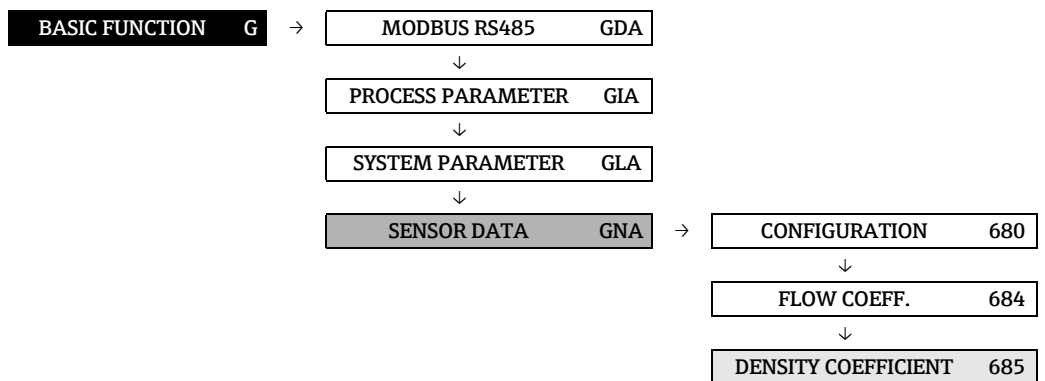 BASIC FUNCTION G → MODBUS RS485 GDA
↓
PROCESS PARAMETER GIA
↓
SYSTEM PARAMETER GLA
↓
SENSOR DATA GNA → CONFIGURATION 680
↓
FLOW COEFF. 684
↓
DENSITY COEFFICIENT 685